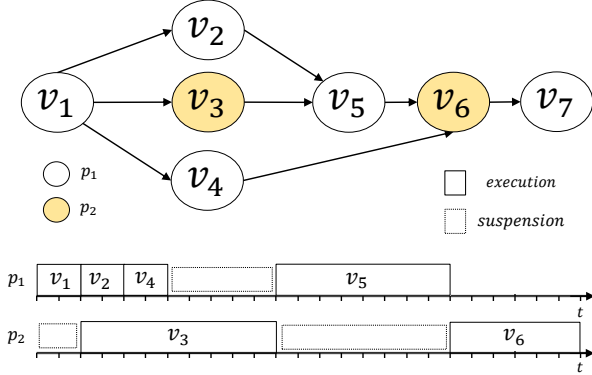 v2
v1 v3 v5 v6 v7
v4
p1
p2
execution
suspension
p1 v1 v2 v4 v5
t
p2 v3 v6
t